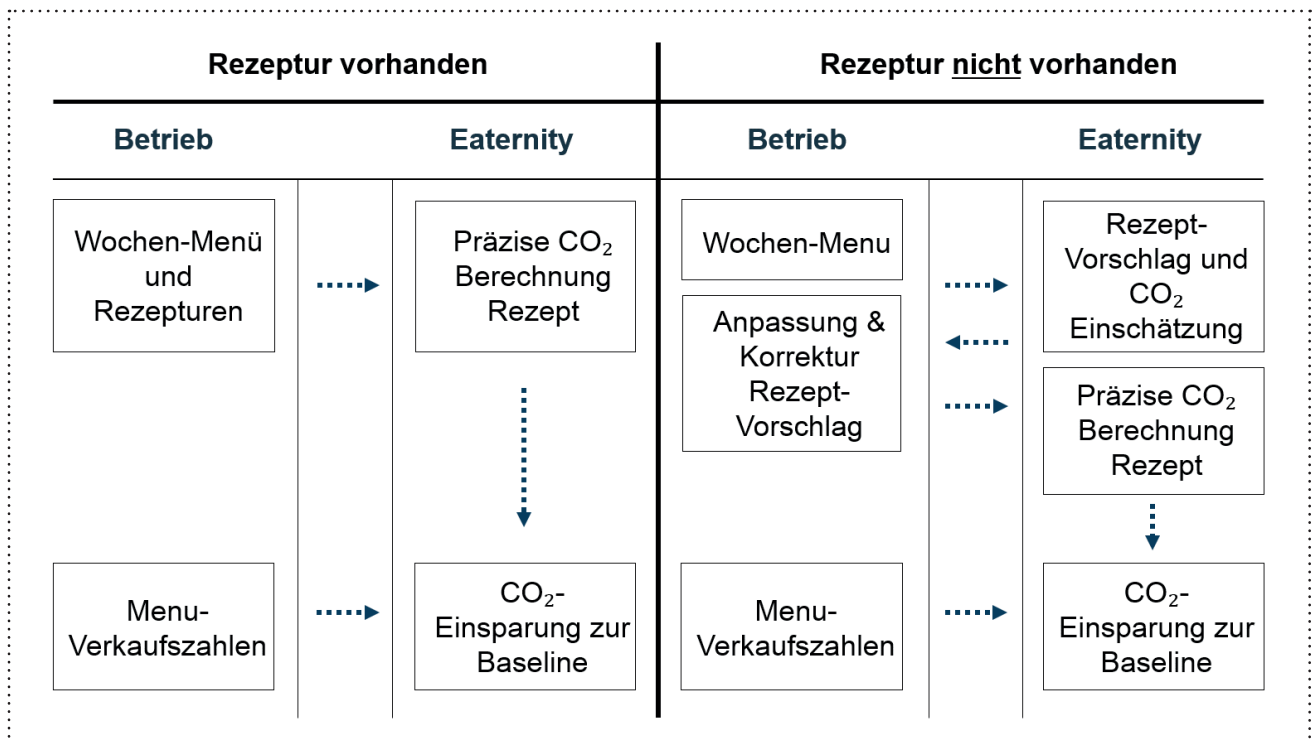 Rezeptur vorhanden
Rezeptur nicht vorhanden
Betrieb
Eaternity
Betrieb
Eaternity
Wochen-Menü
und
Rezepturen
Präzise CO₂
Berechnung
Rezept
Wochen-Menu
Rezept-
Vorschlag und
CO₂
Einschätzung
Anpassung &
Korrektur
Rezept-
Vorschlag
Präzise CO₂
Berechnung
Rezept
Menu-
Verkaufszahlen
CO₂-
Einsparung zur
Baseline
Menu-
Verkaufszahlen
CO₂-
Einsparung zur
Baseline